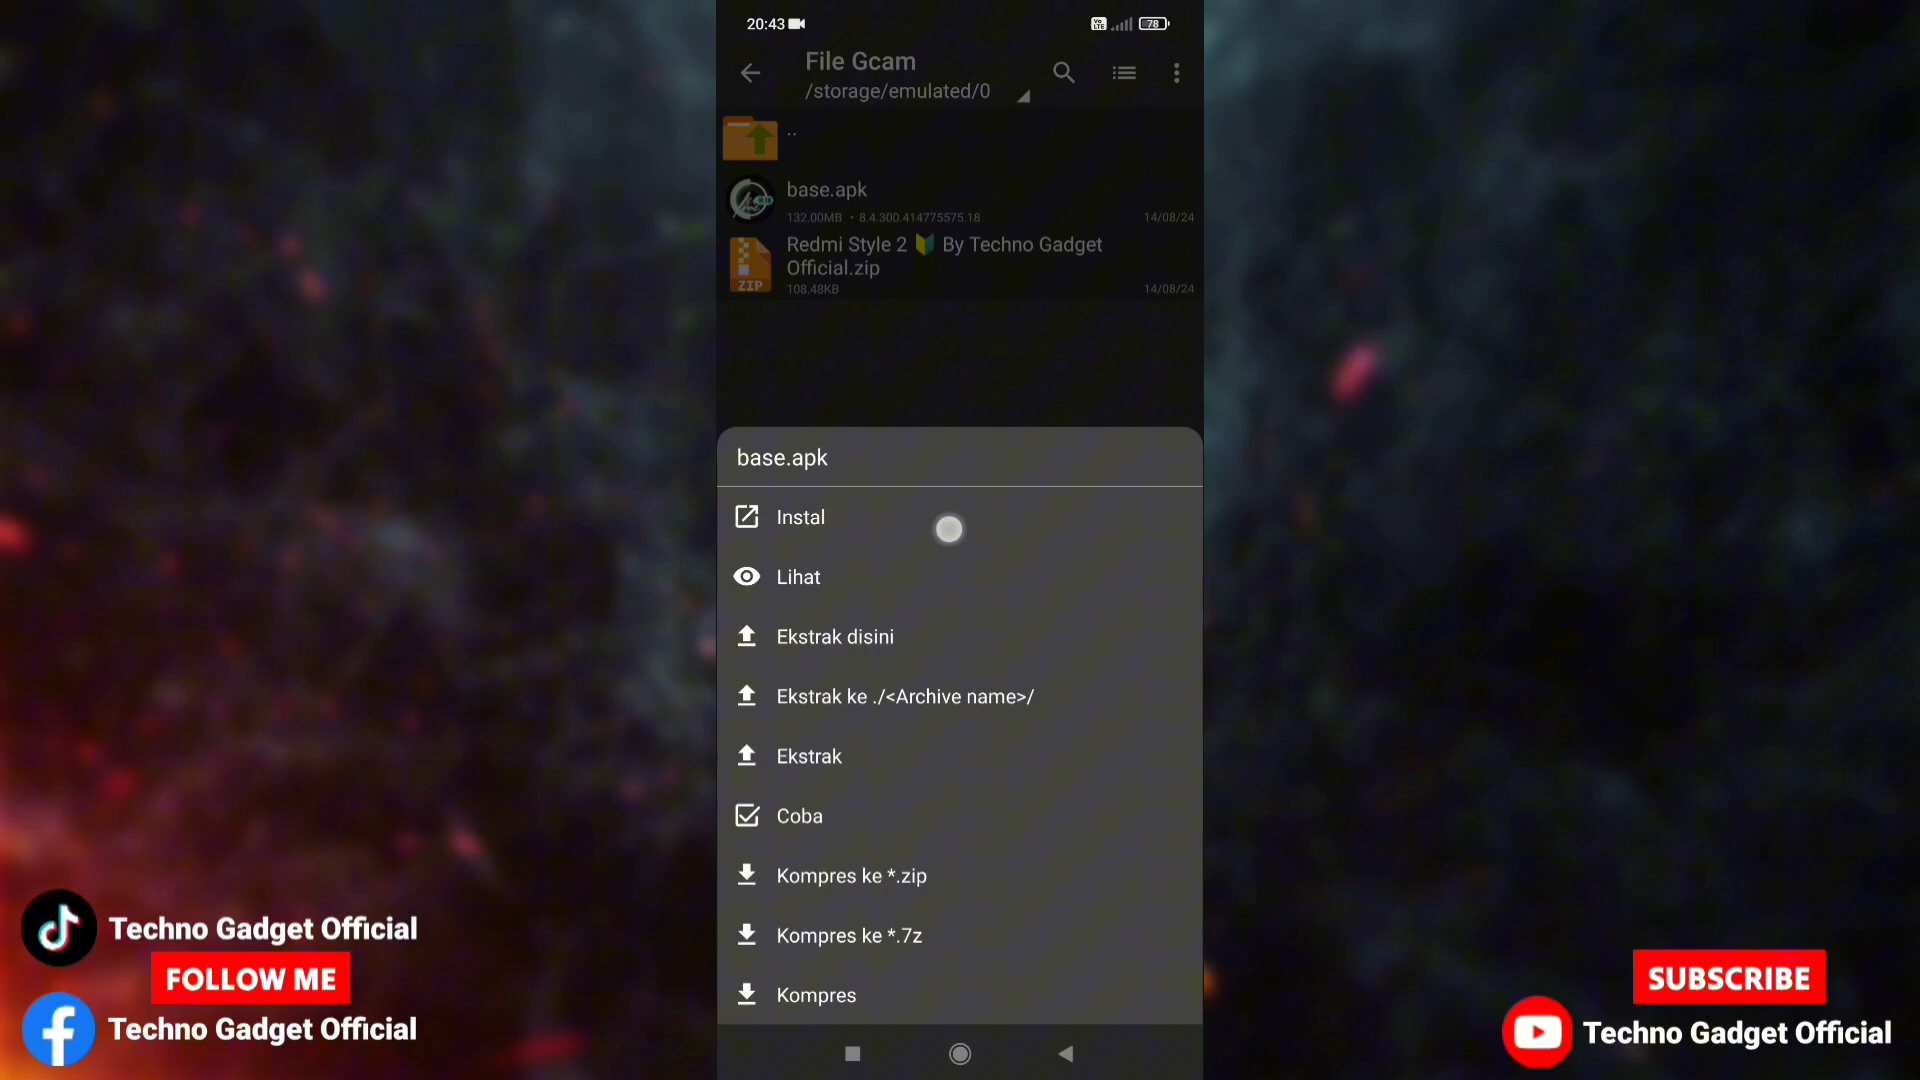 20:43
Vo LTE
78
File Gcam
/storage/emulated/0
..
base.apk
132.00MB • 8.4.300.414775575.18
14/08/24
Redmi Style 2 🔰 By Techno Gadget
Official.zip
ZIP
108.48KB
14/08/24
base.apk
Instal
Lihat
Ekstrak disini
Ekstrak ke ./<Archive name>/
Ekstrak
Coba
Kompres ke *.zip
Kompres ke *.7z
Kompres
Techno Gadget Official
FOLLOW ME
Techno Gadget Official
SUBSCRIBE
Techno Gadget Official